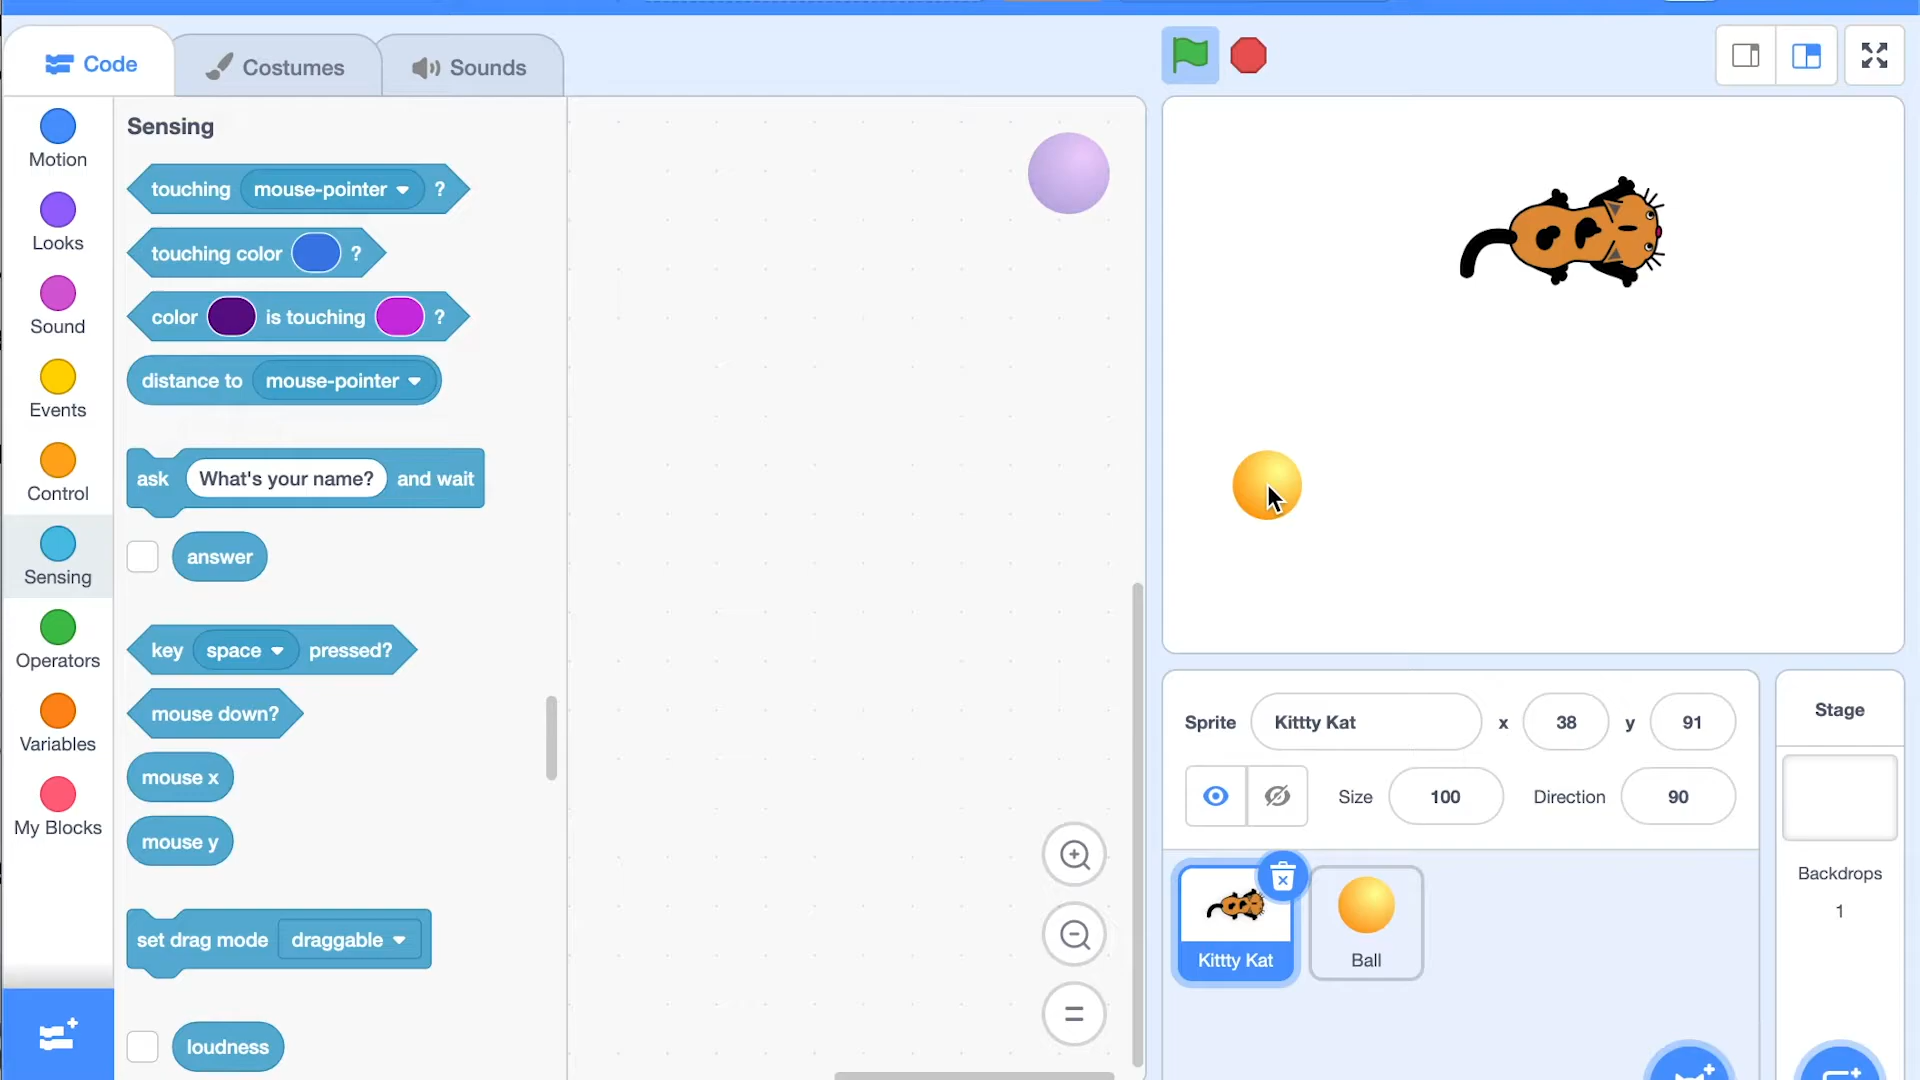 Code
Costumes
Sounds
Motion
Looks
Sound
Events
Control
Sensing
Operators
Variables
My Blocks
Sensing
touching mouse-pointer ?
touching color ?
color is touching ?
distance to mouse-pointer
ask What's your name? and wait
answer
key space pressed?
mouse down?
mouse x
mouse y
set drag mode draggable
loudness
Sprite Kittty Kat x 38 y 91
Size 100 Direction 90
Kittty Kat
Ball
Stage
Backdrops
1